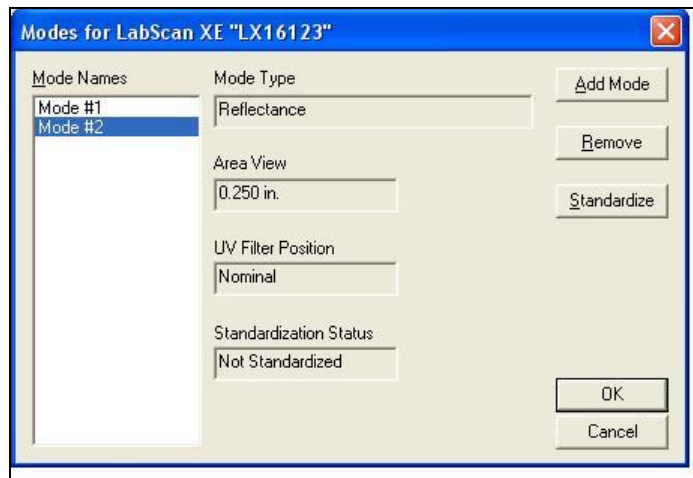 Modes for LabScan XE "LX16123"
Mode Names
Mode #1
Mode #2
Mode Type
Reflectance
Area View
0.250 in.
UV Filter Position
Nominal
Standardization Status
Not Standardized
Add Mode
Remove
Standardize
OK
Cancel